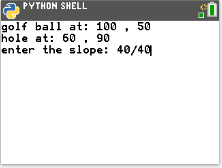 PYTHON SHELL
golf ball at: 100 , 50
hole at: 60 , 90
enter the slope: 40/40